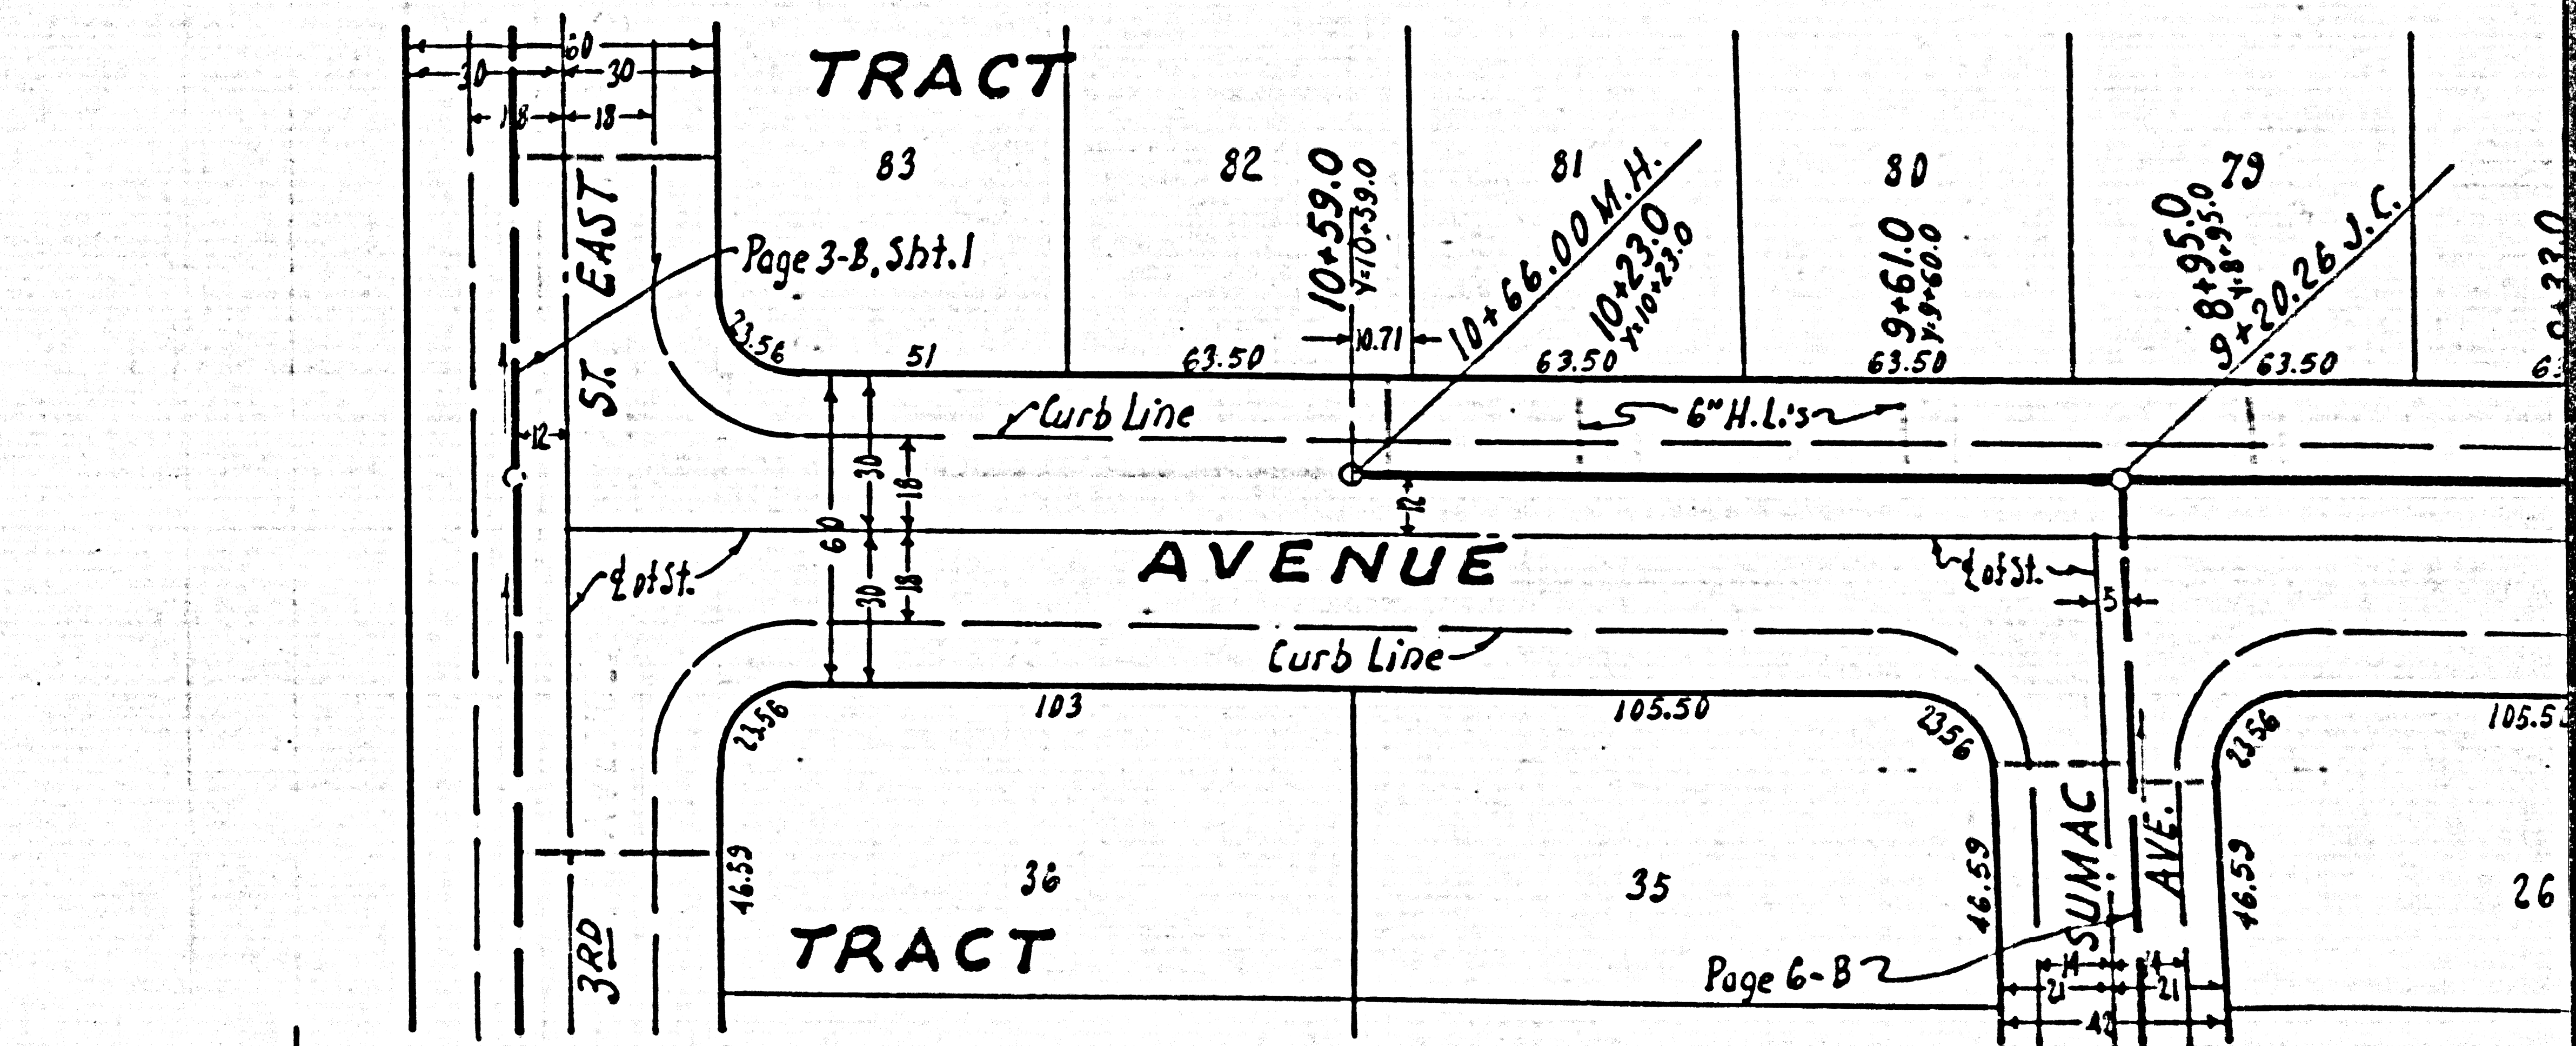 60
30
30
18
18
TRACT
83
82
81
80
79
EAST
ST.
Page 3-B, Sht. 1
10+59.0
Y=10+59.0
10+66.00 M.H.
10+23.0
Y=10+23.0
9+61.0
Y=9+60.0
8+95.0
Y=8+95.0
9+20.26 J.C.
10.71
23.56
51
63.50
63.50
63.50
63.50
Curb Line
6" H.L.'s
12
30
18
12
60
AVENUE
℄ of St.
℄ of St.
30
18
5
Curb Line
103
105.50
23.56
23.56
23.56
46.59
36
35
46.59
SUMAC
AVE.
46.59
26
3RD
TRACT
Page 6-B
14
14
21
21
42